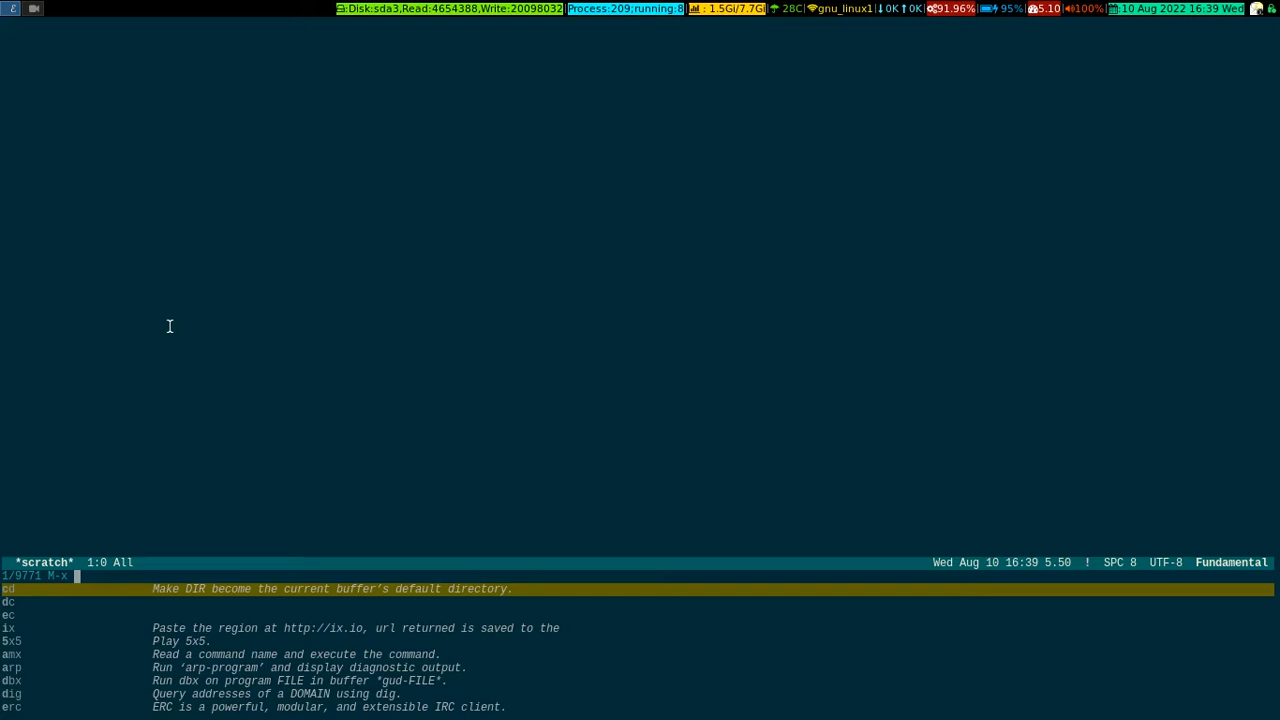 ε :Disk:sda3,Read:4654388,Write:20098032 Process:209;running:8 : 1.5Gi/7.7Gi 28C gnu_linux1 ↓0K ↑0K 91.96% 95% 5.10 100% :10 Aug 2022 16:39 Wed
*scratch* 1:0 All Wed Aug 10 16:39 5.50 ! SPC 8 UTF-8 Fundamental
1/9771 M-x
cd Make DIR become the current buffer’s default directory.
dc
ec
ix Paste the region at http://ix.io, url returned is saved to the
5x5 Play 5x5.
amx Read a command name and execute the command.
arp Run ‘arp-program’ and display diagnostic output.
dbx Run dbx on program FILE in buffer *gud-FILE*.
dig Query addresses of a DOMAIN using dig.
erc ERC is a powerful, modular, and extensible IRC client.